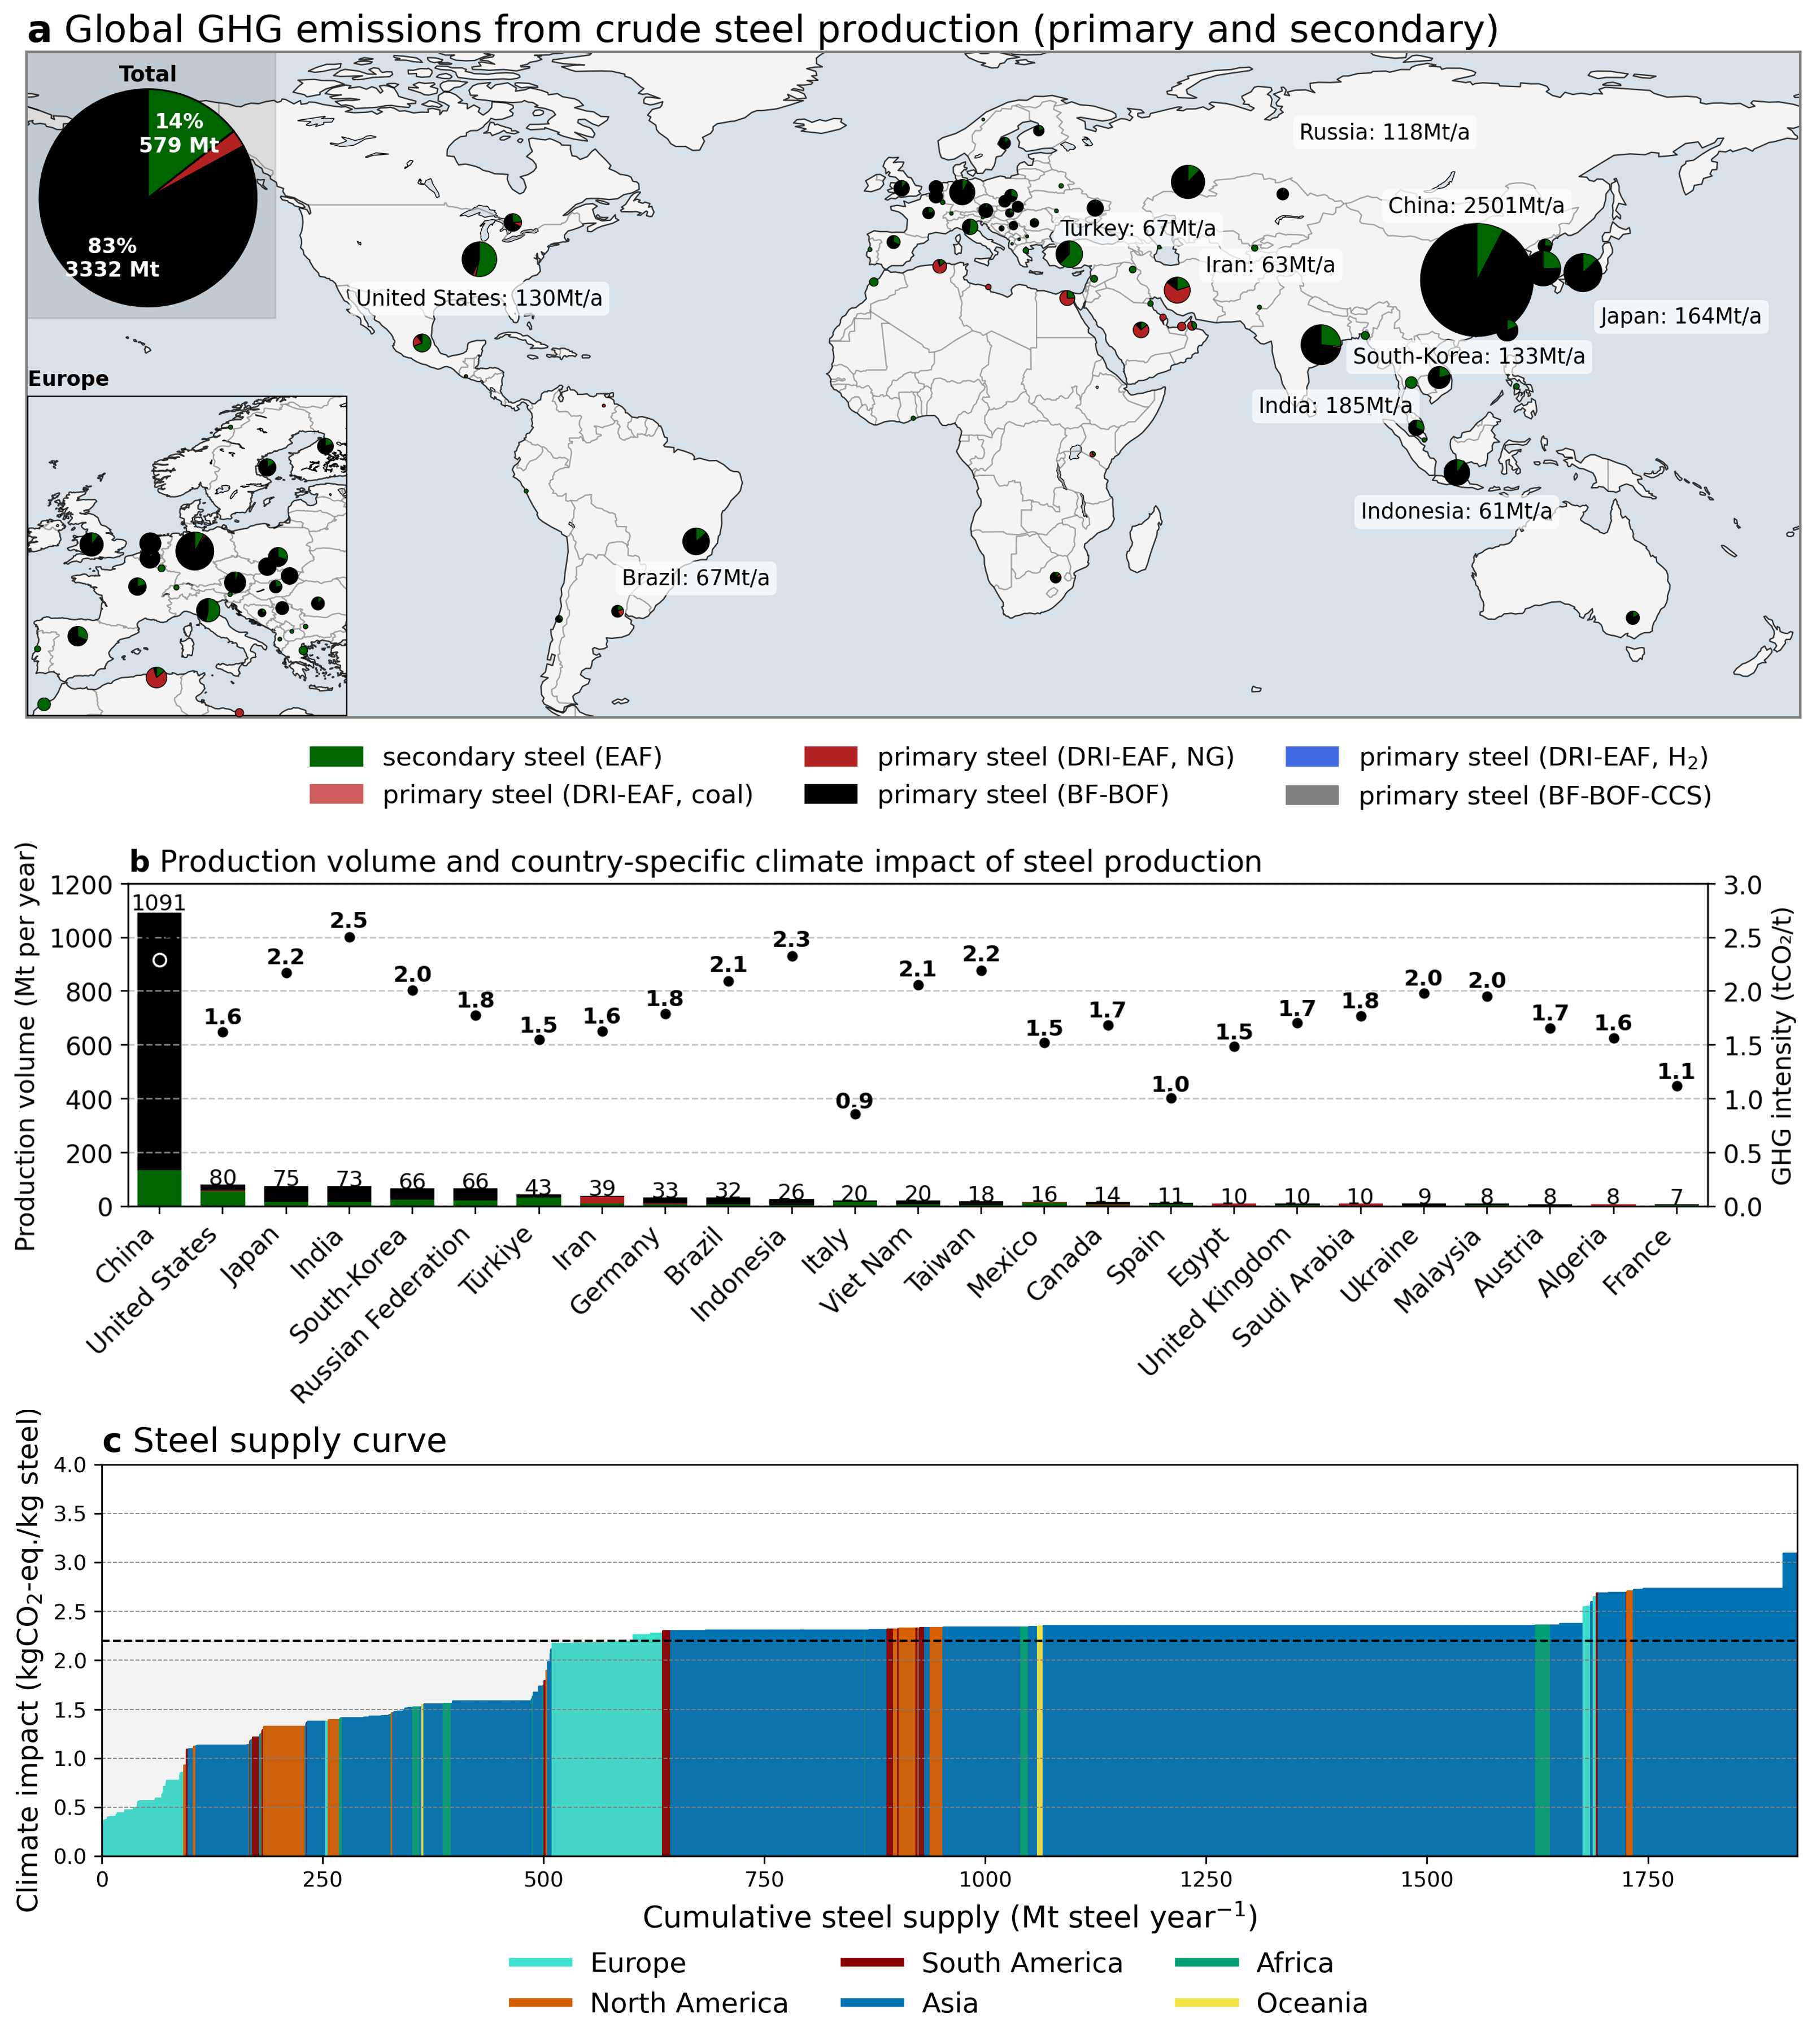 a Global GHG emissions from crude steel production (primary and secondary)
Total
14%
579 Mt
83%
3332 Mt
Russia: 118Mt/a
China: 2501Mt/a
Turkey: 67Mt/a
Iran: 63Mt/a
United States: 130Mt/a
Japan: 164Mt/a
South-Korea: 133Mt/a
India: 185Mt/a
Indonesia: 61Mt/a
Brazil: 67Mt/a
Europe
secondary steel (EAF)
primary steel (DRI-EAF, NG)
primary steel (DRI-EAF, H₂)
primary steel (DRI-EAF, coal)
primary steel (BF-BOF)
primary steel (BF-BOF-CCS)
b Production volume and country-specific climate impact of steel production
Production volume (Mt per year)
1200
1000
800
600
400
200
0
GHG intensity (tCO₂/t)
3.0
2.5
2.0
1.5
1.0
0.5
0.0
1.6
2.2
2.5
2.0
1.8
1.5
1.6
1.8
2.1
2.3
0.9
2.1
2.2
1.5
1.7
1.0
1.5
1.7
1.8
2.0
2.0
1.7
1.6
1.1
1091
80
75
73
66
66
43
39
33
32
26
20
20
18
16
14
11
10
10
10
9
8
8
8
7
China
United States
Japan
India
South-Korea
Russian Federation
Türkiye
Iran
Germany
Brazil
Indonesia
Italy
Viet Nam
Taiwan
Mexico
Canada
Spain
Egypt
United Kingdom
Saudi Arabia
Ukraine
Malaysia
Austria
Algeria
France
c Steel supply curve
Climate impact (kgCO₂-eq./kg steel)
4.0
3.5
3.0
2.5
2.0
1.5
1.0
0.5
0.0
0
250
500
750
1000
1250
1500
1750
Cumulative steel supply (Mt steel year⁻¹)
Europe
South America
Africa
North America
Asia
Oceania